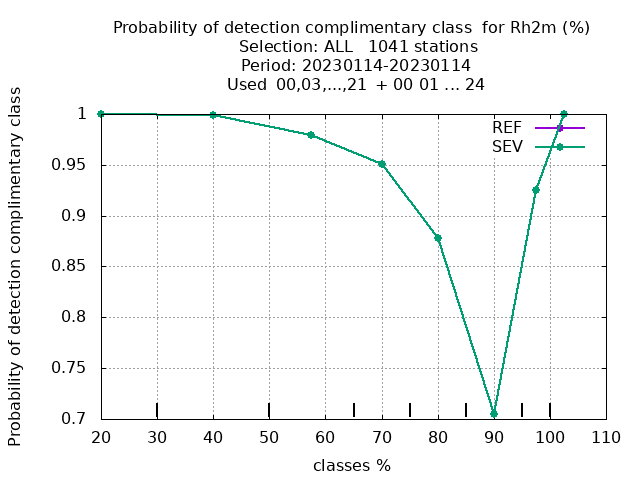 Probability of detection complimentary class  for Rh2m (%)
Selection: ALL   1041 stations
Period: 20230114-20230114
Used  00,03,...,21  + 00 01 ... 24
Probability of detection complimentary class
1
0.95
0.9
0.85
0.8
0.75
0.7
REF
SEV
20 30 40 50 60 70 80 90 100 110
classes %